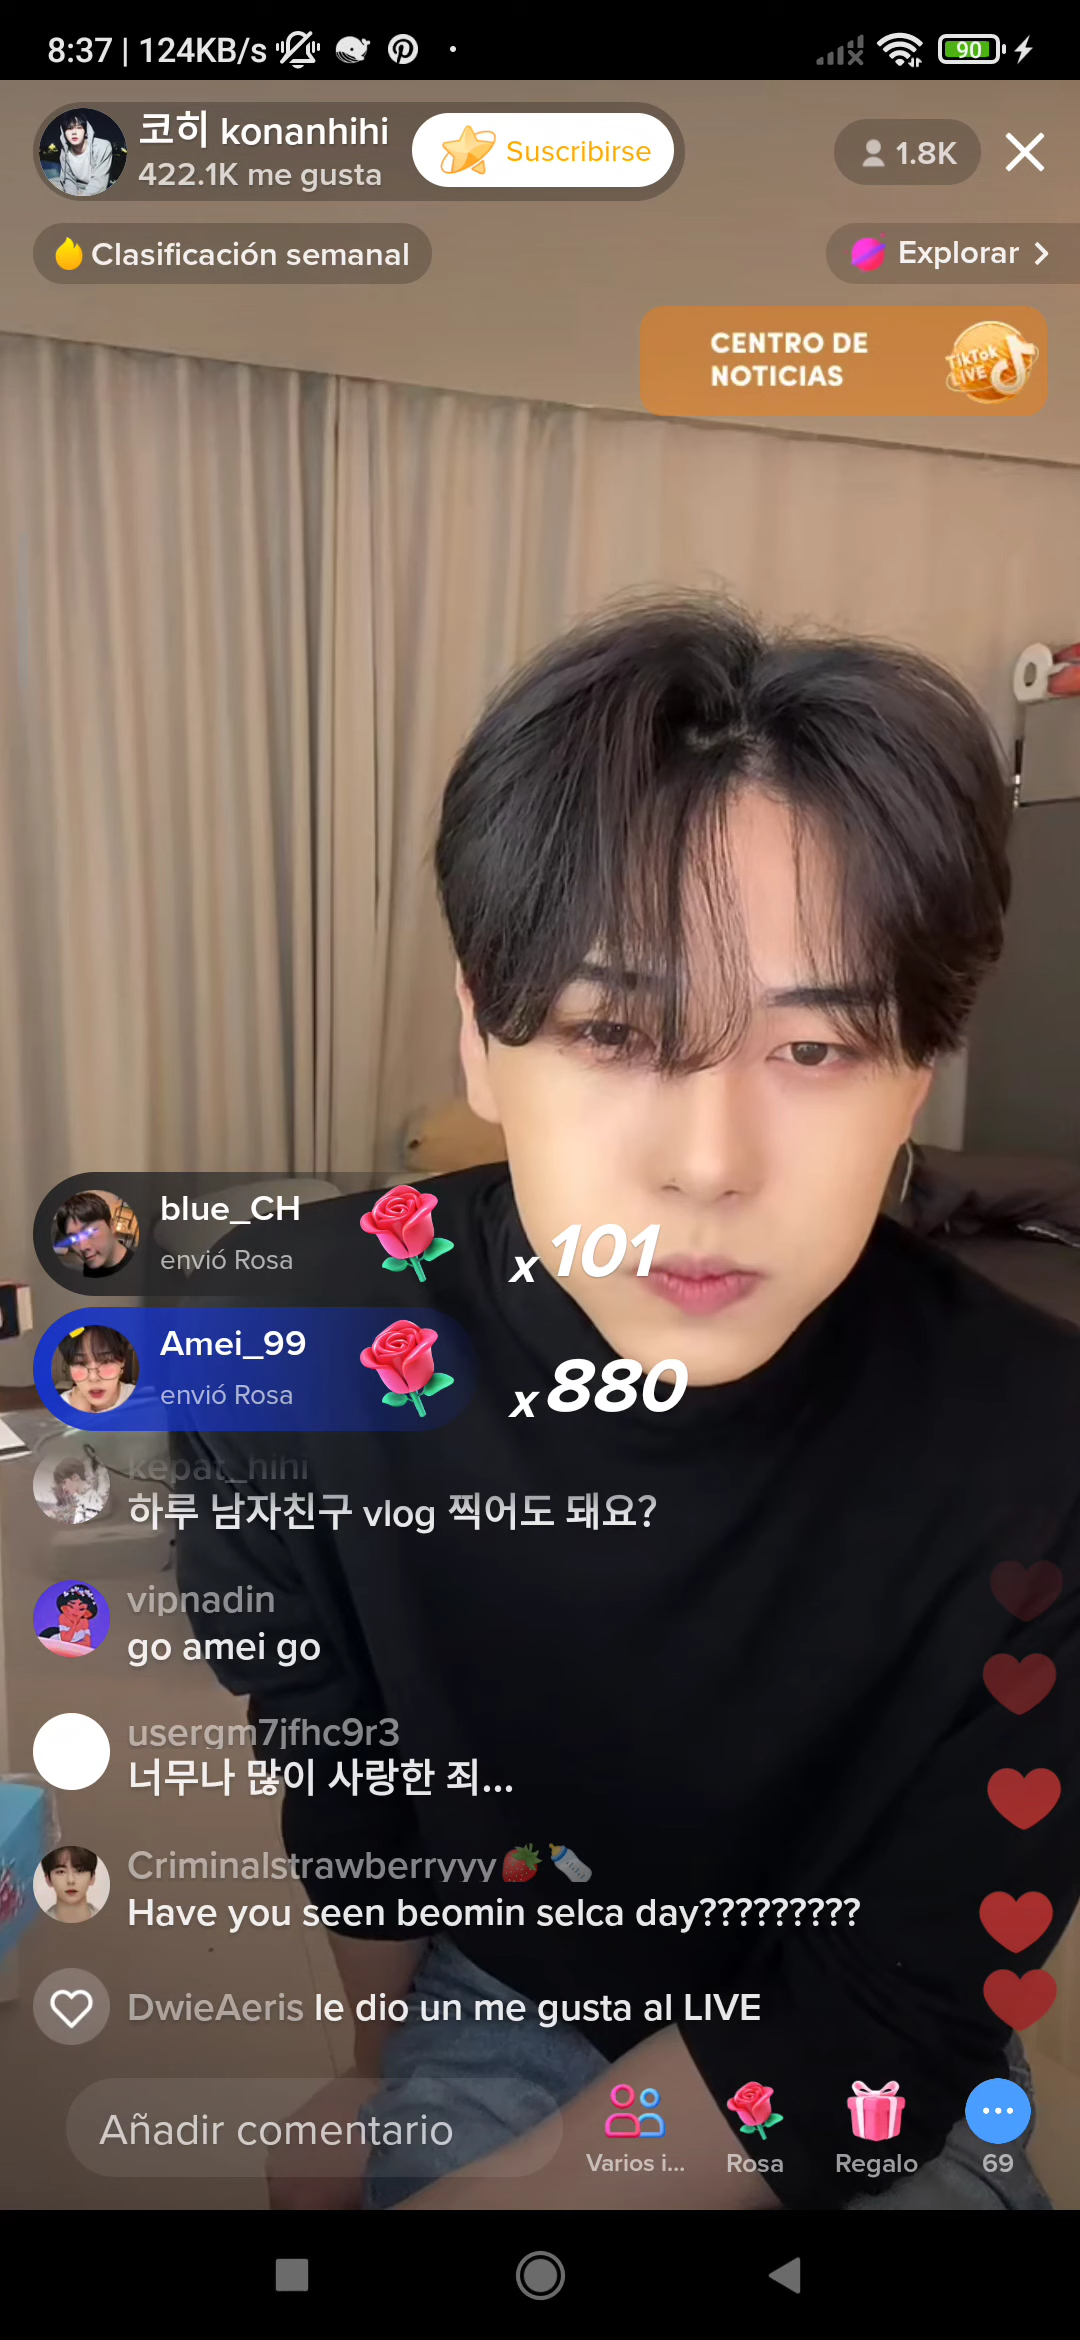 8:37 | 124KB/s
90
코히 konanhihi
422.1K me gusta
Suscribirse
1.8K
Clasificación semanal
Explorar
CENTRO DE
NOTICIAS
TikTok
LIVE
blue_CH
envió Rosa
x 101
Amei_99
envió Rosa
x 880
kepat_hihi
하루 남자친구 vlog 찍어도 돼요?
vipnadin
go amei go
usergm7jfhc9r3
너무나 많이 사랑한 죄...
Criminalstrawberryyy🍓🍼
Have you seen beomin selca day?????????
DwieAeris le dio un me gusta al LIVE
Añadir comentario
Varios i...
Rosa
Regalo
69